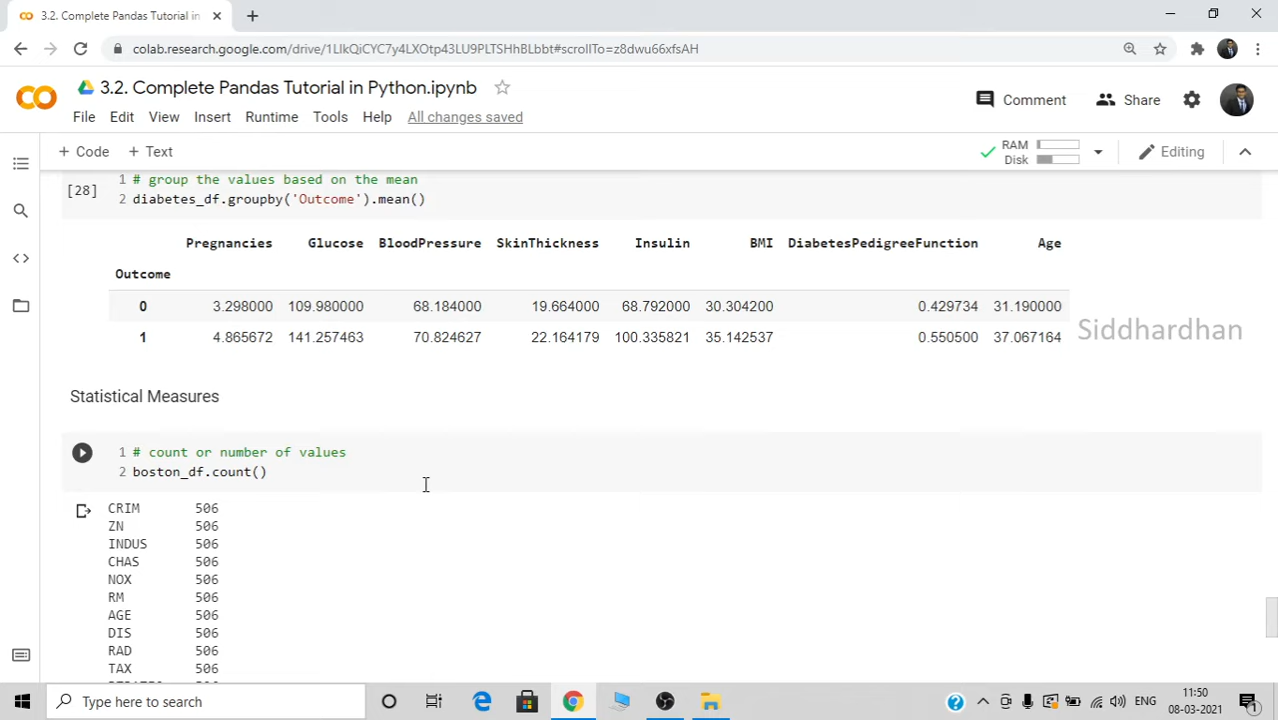 3.2. Complete Pandas Tutorial in
colab.research.google.com/drive/1LIkQiCYC7y4LXOtp43LU9PLTSHhBLbbt#scrollTo=z8dwu66xfsAH
3.2. Complete Pandas Tutorial in Python.ipynb
Comment
Share
File Edit View Insert Runtime Tools Help All changes saved
+ Code + Text
RAM
Disk
Editing
[28]
1 # group the values based on the mean
2 diabetes_df.groupby('Outcome').mean()
Pregnancies Glucose BloodPressure SkinThickness Insulin BMI DiabetesPedigreeFunction Age
Outcome
0 3.298000 109.980000 68.184000 19.664000 68.792000 30.304200 0.429734 31.190000
1 4.865672 141.257463 70.824627 22.164179 100.335821 35.142537 0.550500 37.067164
Siddhardhan
Statistical Measures
1 # count or number of values
2 boston_df.count()
CRIM 506
ZN 506
INDUS 506
CHAS 506
NOX 506
RM 506
AGE 506
DIS 506
RAD 506
TAX 506
Type here to search
ENG
11:50
08-03-2021